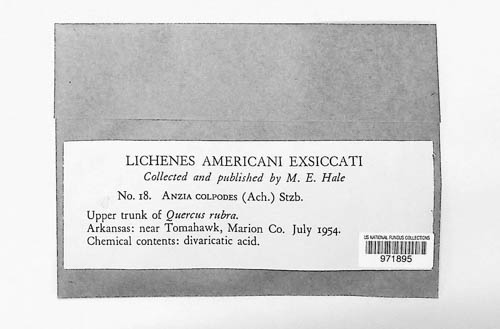 LICHENES AMERICANI EXSICCATI
Collected and published by M. E. Hale
No. 18. ANZIA COLPODES (Ach.) Stzb.
Upper trunk of Quercus rubra.
Arkansas: near Tomahawk, Marion Co. July 1954.
Chemical contents: divaricatic acid.
US NATIONAL FUNGUS COLLECTIONS
971895